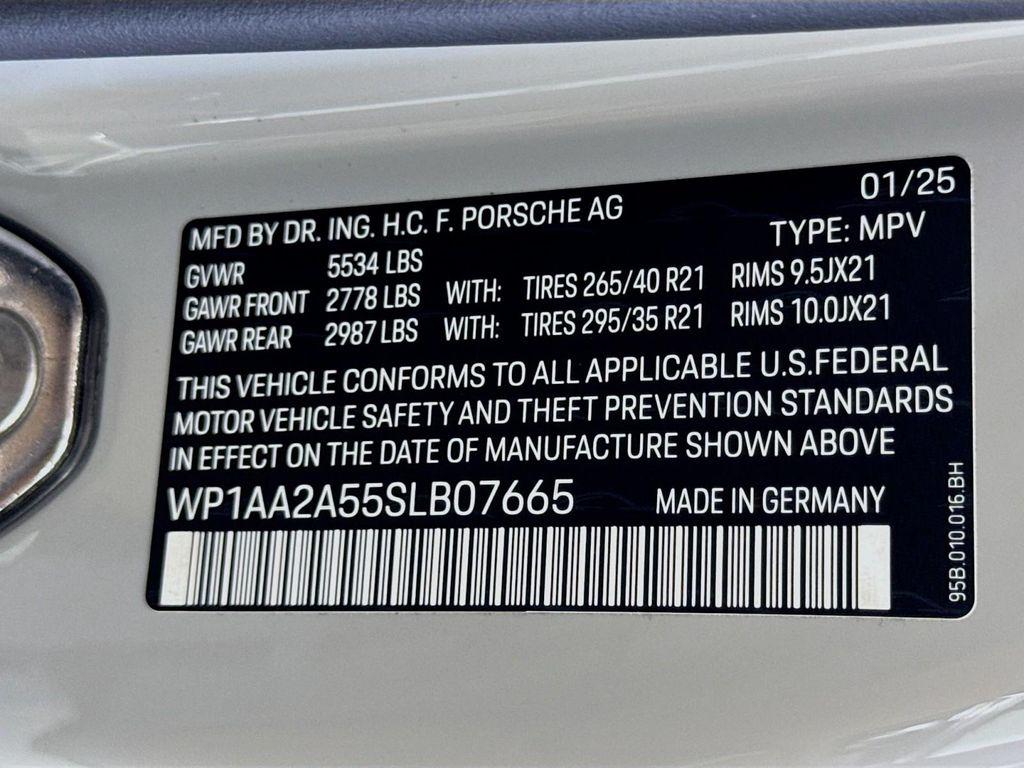 01/25
MFD BY DR. ING. H.C. F. PORSCHE AG TYPE: MPV
GVWR 5534 LBS
GAWR FRONT 2778 LBS WITH: TIRES 265/40 R21 RIMS 9.5JX21
GAWR REAR 2987 LBS WITH: TIRES 295/35 R21 RIMS 10.0JX21
THIS VEHICLE CONFORMS TO ALL APPLICABLE U.S.FEDERAL
MOTOR VEHICLE SAFETY AND THEFT PREVENTION STANDARDS
IN EFFECT ON THE DATE OF MANUFACTURE SHOWN ABOVE
WP1AA2A55SLB07665 MADE IN GERMANY
95B.010.016.BH